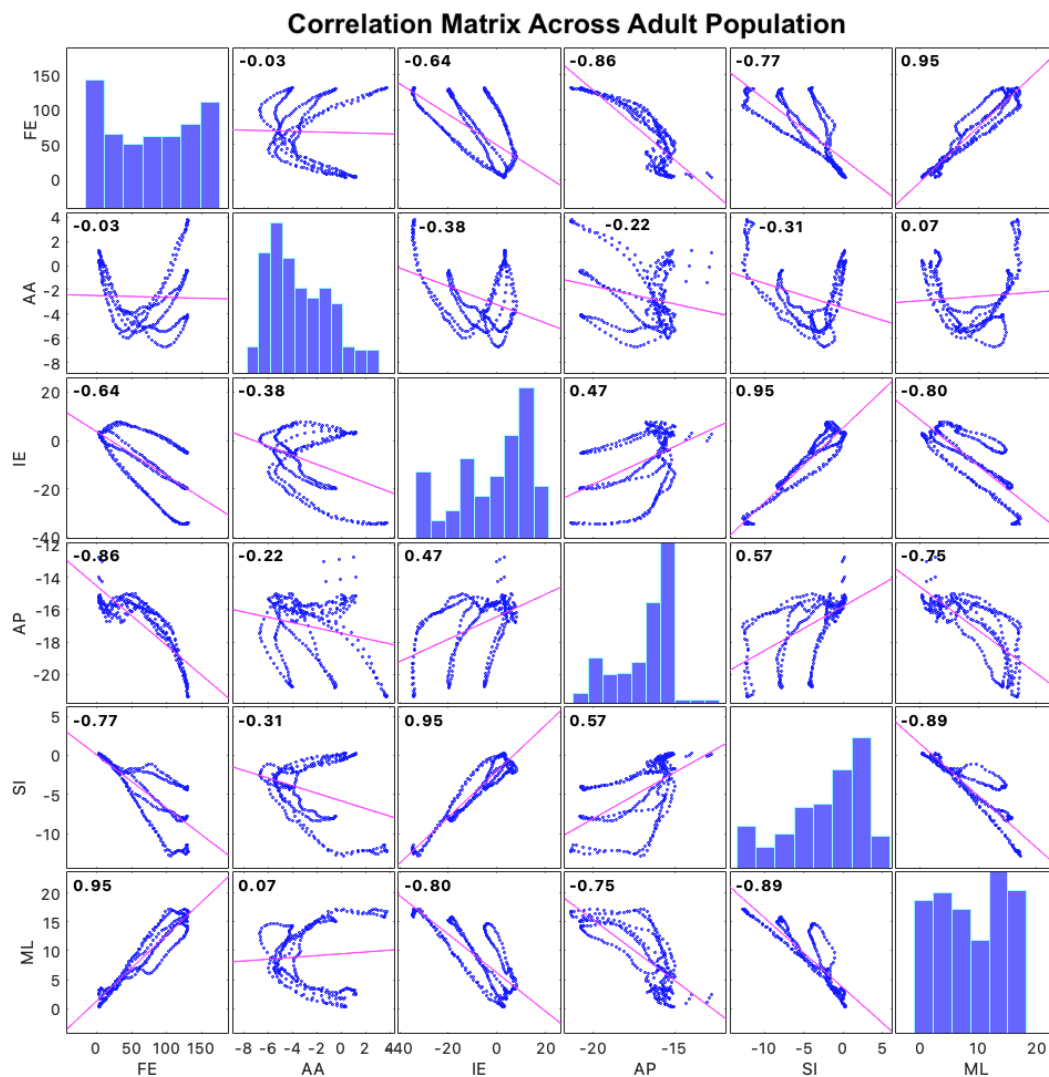 Correlation Matrix Across Adult Population
-0.03 -0.64 -0.86 -0.77 0.95
150
100
50
0
FE
-0.03 -0.38 -0.22 -0.31 0.07
4
2
0
-2
-4
-6
-8
AA
-0.64 -0.38 0.47 0.95 -0.80
20
0
-20
-40
IE
-0.86 -0.22 0.47 0.57 -0.75
-12
-14
-16
-18
-20
AP
-0.77 -0.31 0.95 0.57 -0.89
5
0
-5
-10
SI
0.95 0.07 -0.80 -0.75 -0.89
20
15
10
5
0
ML
0 50 100 150 -8 -6 -4 -2 0 2 4 -40 -20 0 20 -20 -15 -10 -5 0 5 0 10 20
FE AA IE AP SI ML